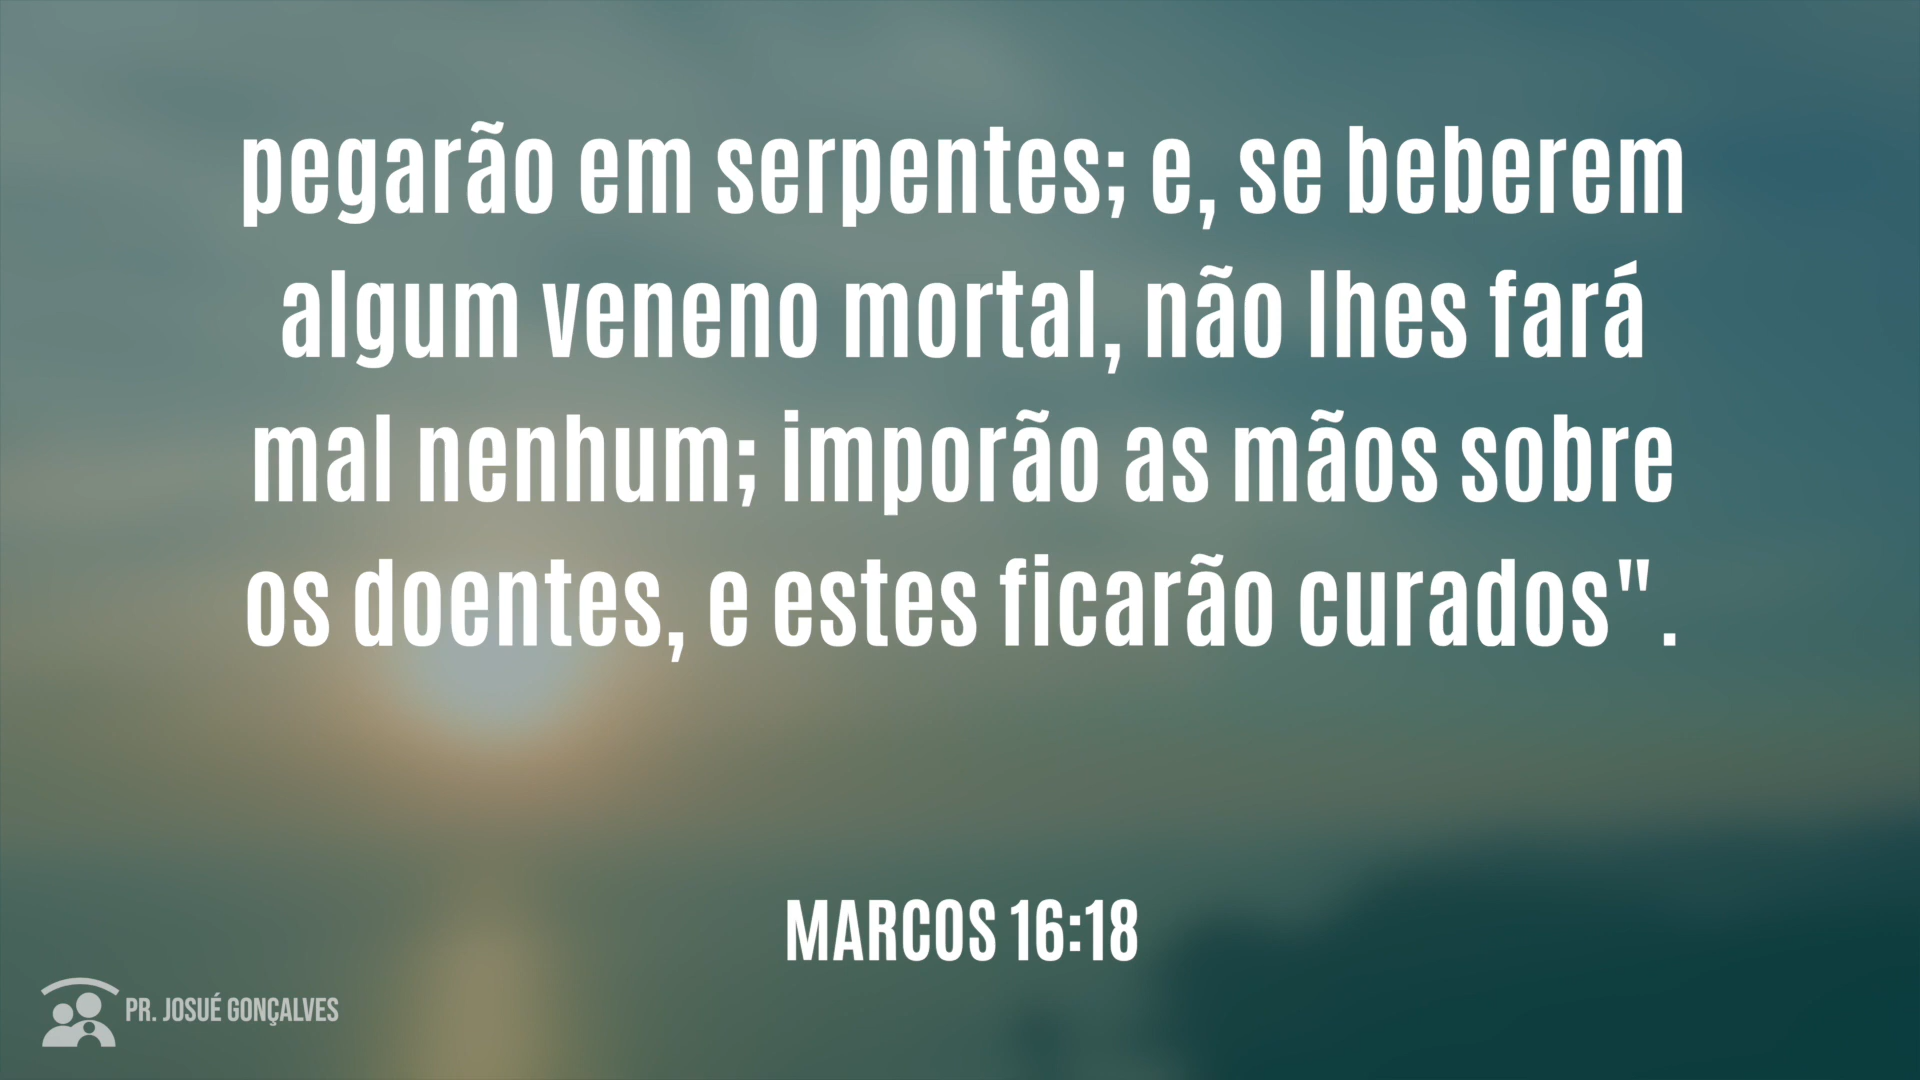 pegarão em serpentes; e, se beberem
algum veneno mortal, não lhes fará
mal nenhum; imporão as mãos sobre
os doentes, e estes ficarão curados".
MARCOS 16:18
PR. JOSUÉ GONÇALVES